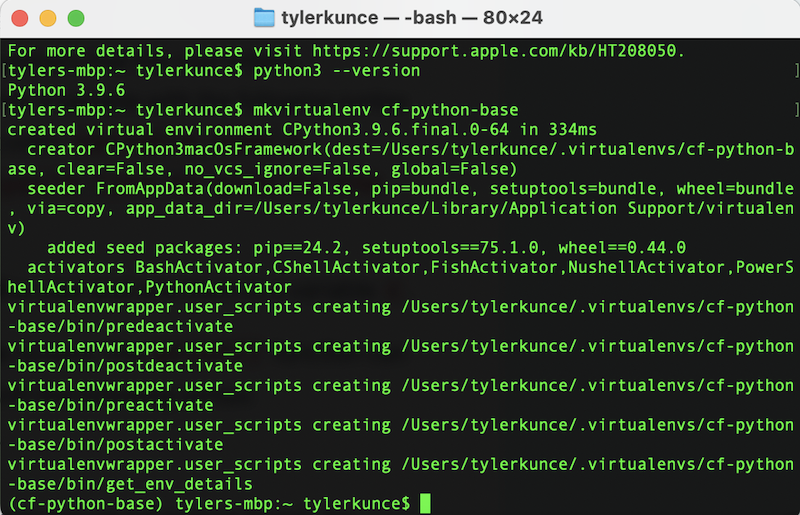 tylerkunce — -bash — 80×24
For more details, please visit https://support.apple.com/kb/HT208050.
[tylers-mbp:~ tylerkunce$ python3 --version ]
Python 3.9.6
[tylers-mbp:~ tylerkunce$ mkvirtualenv cf-python-base ]
created virtual environment CPython3.9.6.final.0-64 in 334ms
  creator CPython3macOsFramework(dest=/Users/tylerkunce/.virtualenvs/cf-python-b
ase, clear=False, no_vcs_ignore=False, global=False)
  seeder FromAppData(download=False, pip=bundle, setuptools=bundle, wheel=bundle
, via=copy, app_data_dir=/Users/tylerkunce/Library/Application Support/virtualen
v)
    added seed packages: pip==24.2, setuptools==75.1.0, wheel==0.44.0
  activators BashActivator,CShellActivator,FishActivator,NushellActivator,PowerS
hellActivator,PythonActivator
virtualenvwrapper.user_scripts creating /Users/tylerkunce/.virtualenvs/cf-python
-base/bin/predeactivate
virtualenvwrapper.user_scripts creating /Users/tylerkunce/.virtualenvs/cf-python
-base/bin/postdeactivate
virtualenvwrapper.user_scripts creating /Users/tylerkunce/.virtualenvs/cf-python
-base/bin/preactivate
virtualenvwrapper.user_scripts creating /Users/tylerkunce/.virtualenvs/cf-python
-base/bin/postactivate
virtualenvwrapper.user_scripts creating /Users/tylerkunce/.virtualenvs/cf-python
-base/bin/get_env_details
(cf-python-base) tylers-mbp:~ tylerkunce$